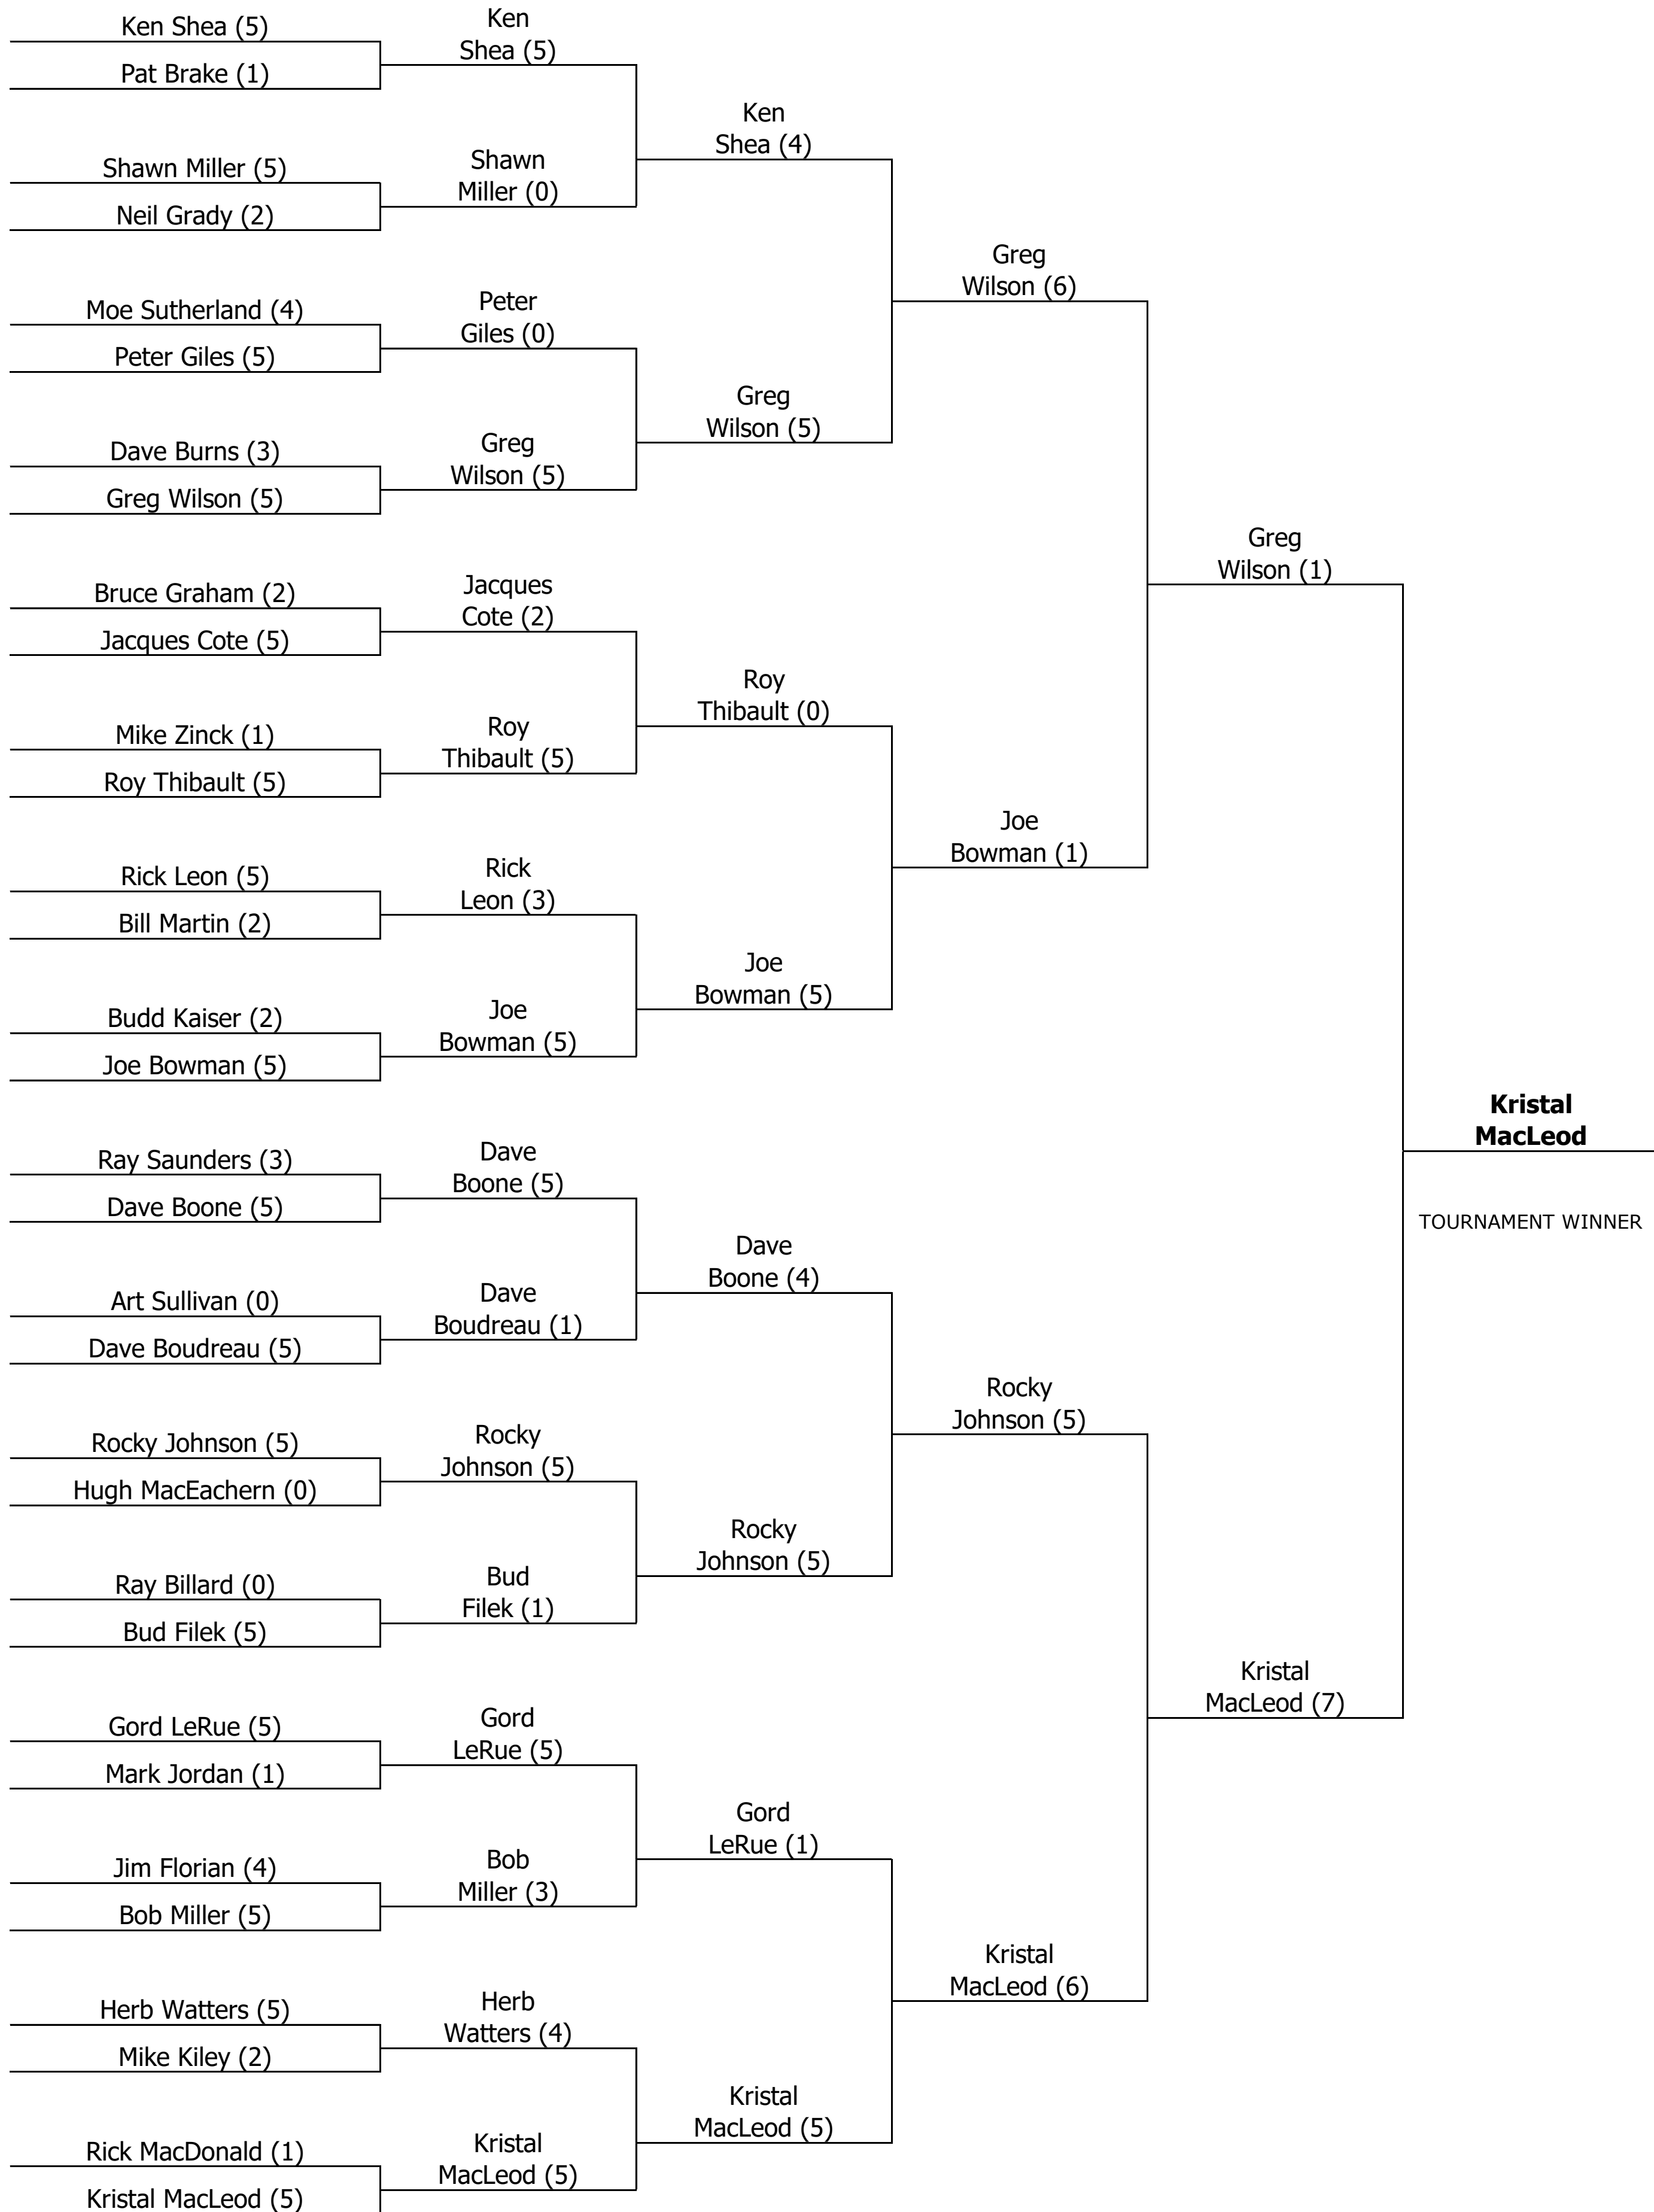 Ken Shea (5)
Pat Brake (1)
Shawn Miller (5)
Neil Grady (2)
Moe Sutherland (4)
Peter Giles (5)
Dave Burns (3)
Greg Wilson (5)
Bruce Graham (2)
Jacques Cote (5)
Mike Zinck (1)
Roy Thibault (5)
Rick Leon (5)
Bill Martin (2)
Budd Kaiser (2)
Joe Bowman (5)
Ray Saunders (3)
Dave Boone (5)
Art Sullivan (0)
Dave Boudreau (5)
Rocky Johnson (5)
Hugh MacEachern (0)
Ray Billard (0)
Bud Filek (5)
Gord LeRue (5)
Mark Jordan (1)
Jim Florian (4)
Bob Miller (5)
Herb Watters (5)
Mike Kiley (2)
Rick MacDonald (1)
Kristal MacLeod (5)
Ken
Shea (5)
Shawn
Miller (0)
Peter
Giles (0)
Greg
Wilson (5)
Jacques
Cote (2)
Roy
Thibault (5)
Rick
Leon (3)
Joe
Bowman (5)
Dave
Boone (5)
Dave
Boudreau (1)
Rocky
Johnson (5)
Bud
Filek (1)
Gord
LeRue (5)
Bob
Miller (3)
Herb
Watters (4)
Kristal
MacLeod (5)
Ken
Shea (4)
Greg
Wilson (5)
Roy
Thibault (0)
Joe
Bowman (5)
Dave
Boone (4)
Rocky
Johnson (5)
Gord
LeRue (1)
Kristal
MacLeod (5)
Greg
Wilson (6)
Joe
Bowman (1)
Rocky
Johnson (5)
Kristal
MacLeod (6)
Greg
Wilson (1)
Kristal
MacLeod (7)
Kristal
MacLeod
TOURNAMENT WINNER